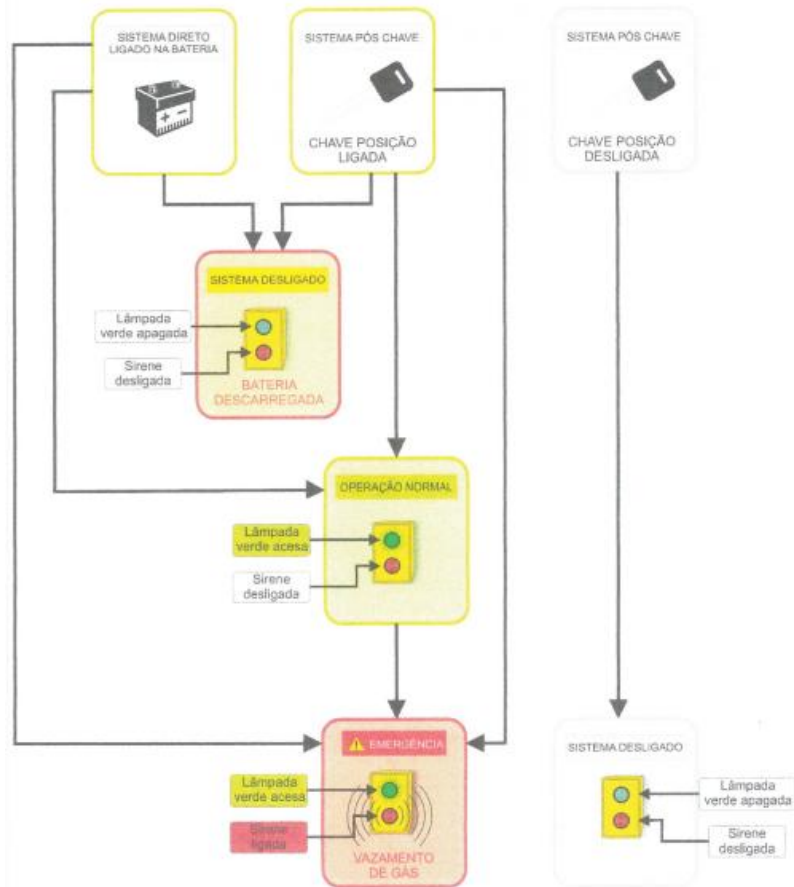 SISTEMA DIRETO
LIGADO NA BATERIA
SISTEMA PÓS CHAVE
CHAVE POSIÇÃO
LIGADA
SISTEMA PÓS CHAVE
CHAVE POSIÇÃO
DESLIGADA
SISTEMA DESLIGADO
Lâmpada
verde apagada
Sirene
desligada
BATERIA
DESCARREGADA
OPERAÇÃO NORMAL
Lâmpada
verde acesa
Sirene
desligada
EMERGÊNCIA
Lâmpada
verde acesa
Sirene
ligada
VAZAMENTO
DE GÁS
SISTEMA DESLIGADO
Lâmpada
verde apagada
Sirene
desligada